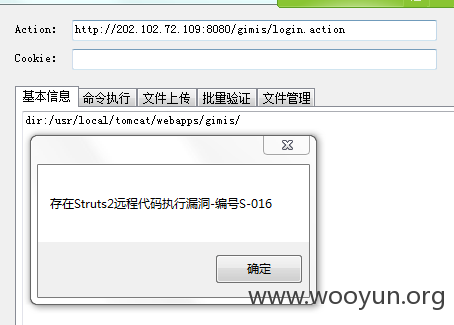 Action: http://202.102.72.109:8080/gimis/login.action
Cookie:
基本信息 命令执行 文件上传 批量验证 文件管理
dir:/usr/local/tomcat/webapps/gimis/
存在Struts2远程代码执行漏洞-编号S-016
确定
www.wooyun.org